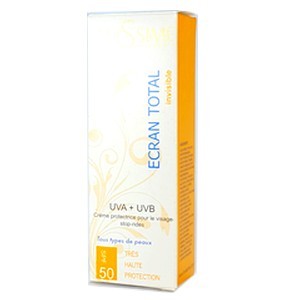 ECRAN TOTAL
invisible
UVA + UVB
Crème protectrice pour le visage
stop-rides
Tous types de peaux
SPF
50
TRÈS
HAUTE
PROTECTION